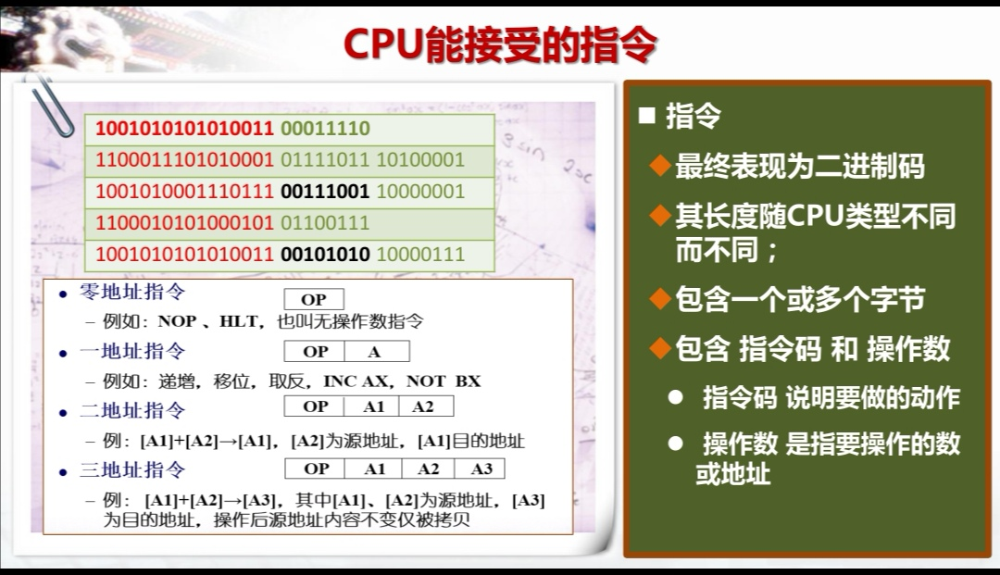 CPU能接受的指令
1001010101010011 00011110
1100011101010001 01111011 10100001
1001010001110111 00111001 10000001
1100010101000101 01100111
1001010101010011 00101010 10000111
• 零地址指令
OP
– 例如：NOP 、HLT，也叫无操作数指令
• 一地址指令
OP A
– 例如：递增，移位，取反，INC AX，NOT BX
• 二地址指令
OP A1 A2
– 例：[A1]+[A2]→[A1]，[A2]为源地址，[A1]目的地址
• 三地址指令
OP A1 A2 A3
– 例： [A1]+[A2]→[A3]，其中[A1]、[A2]为源地址，[A3]
为目的地址，操作后源地址内容不变仅被拷贝
■ 指令
◆最终表现为二进制码
◆其长度随CPU类型不同
而不同；
◆包含一个或多个字节
◆包含 指令码 和 操作数
● 指令码 说明要做的动作
● 操作数 是指要操作的数
或地址